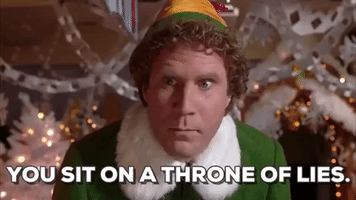 YOU SIT ON A THRONE OF LIES.